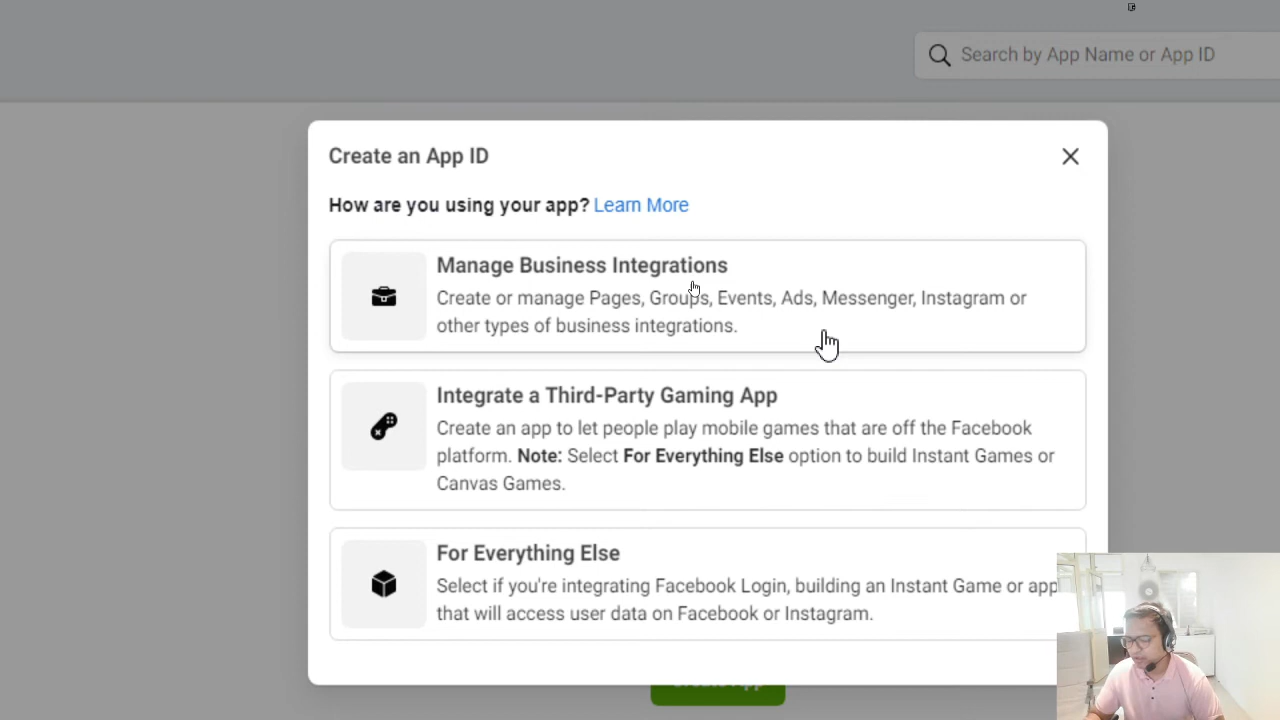 Search by App Name or App ID
Create an App ID
How are you using your app? Learn More
Manage Business Integrations
Create or manage Pages, Groups, Events, Ads, Messenger, Instagram or
other types of business integrations.
Integrate a Third-Party Gaming App
Create an app to let people play mobile games that are off the Facebook
platform. Note: Select For Everything Else option to build Instant Games or
Canvas Games.
For Everything Else
Select if you're integrating Facebook Login, building an Instant Game or app
that will access user data on Facebook or Instagram.